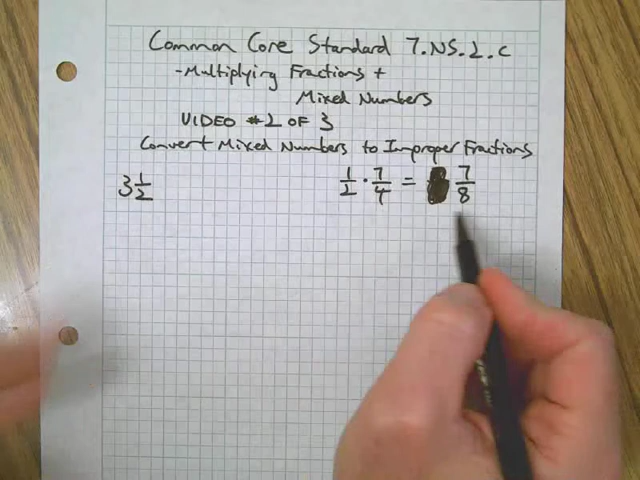 Common Core Standard 7.NS.2.c
-Multiplying Fractions +
Mixed Numbers
VIDEO #2 OF 3
Convert Mixed Numbers to Improper Fractions
3 1/2
1/2 · 7/4 = 7/8